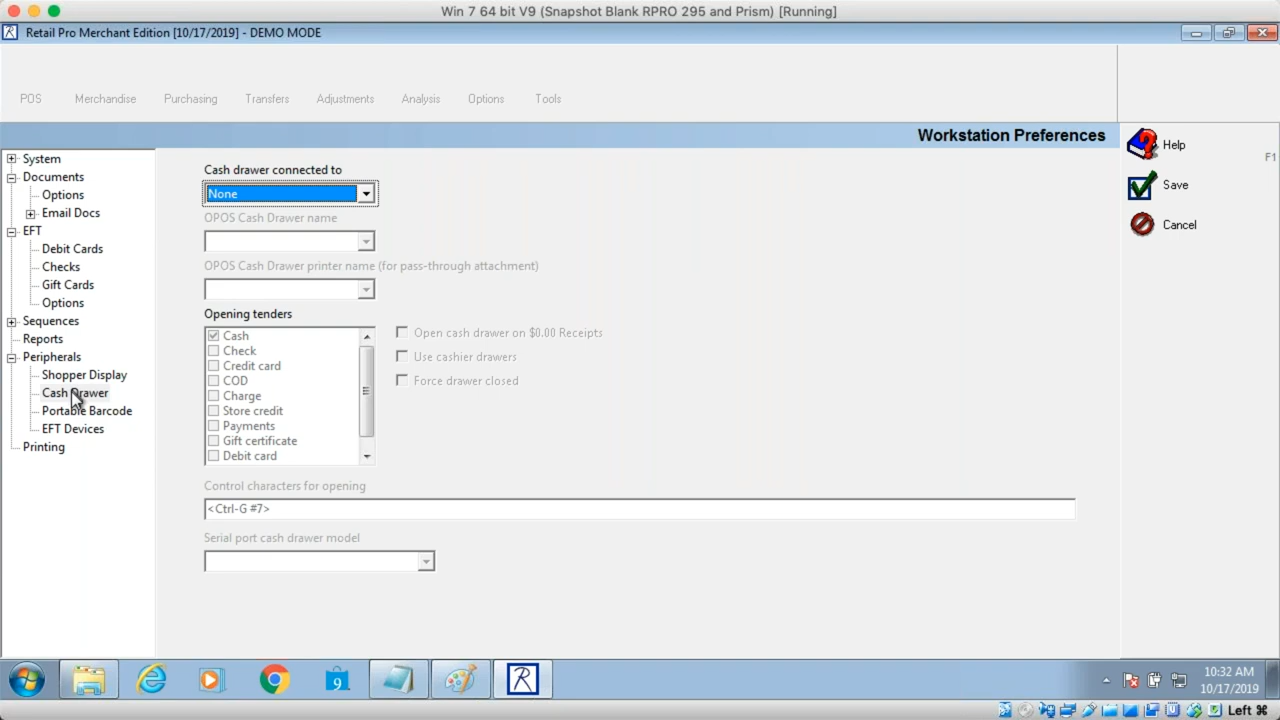 Win 7 64 bit V9 (Snapshot Blank RPRO 295 and Prism) [Running]
Retail Pro Merchant Edition [10/17/2019] - DEMO MODE
POS Merchandise Purchasing Transfers Adjustments Analysis Options Tools
Workstation Preferences
System
Documents
Options
Email Docs
EFT
Debit Cards
Checks
Gift Cards
Options
Sequences
Reports
Peripherals
Shopper Display
Cash Drawer
Portable Barcode
EFT Devices
Printing
Cash drawer connected to
None
OPOS Cash Drawer name
OPOS Cash Drawer printer name (for pass-through attachment)
Opening tenders
Cash
Check
Credit card
COD
Charge
Store credit
Payments
Gift certificate
Debit card
Open cash drawer on $0.00 Receipts
Use cashier drawers
Force drawer closed
Control characters for opening
<Ctrl-G #7>
Serial port cash drawer model
Help F1
Save
Cancel
10:32 AM
10/17/2019
Left ⌘